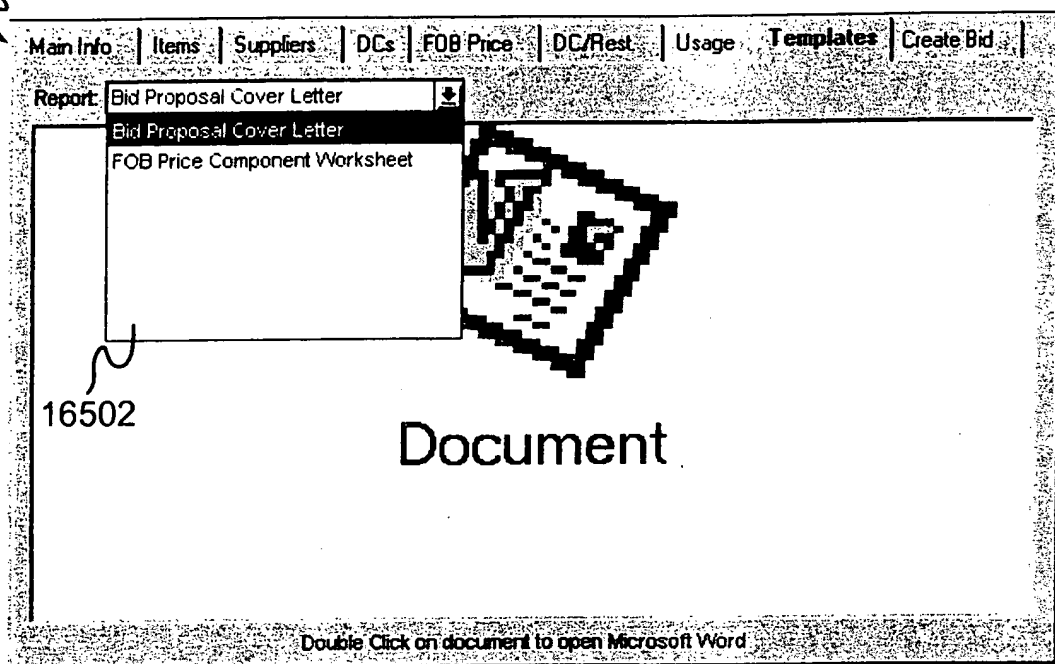 Main Info Items Suppliers DCs FOB Price DC/Rest Usage Templates Create Bid
Report: Bid Proposal Cover Letter
Bid Proposal Cover Letter
FOB Price Component Worksheet
16502
Document
Double Click on document to open Microsoft Word